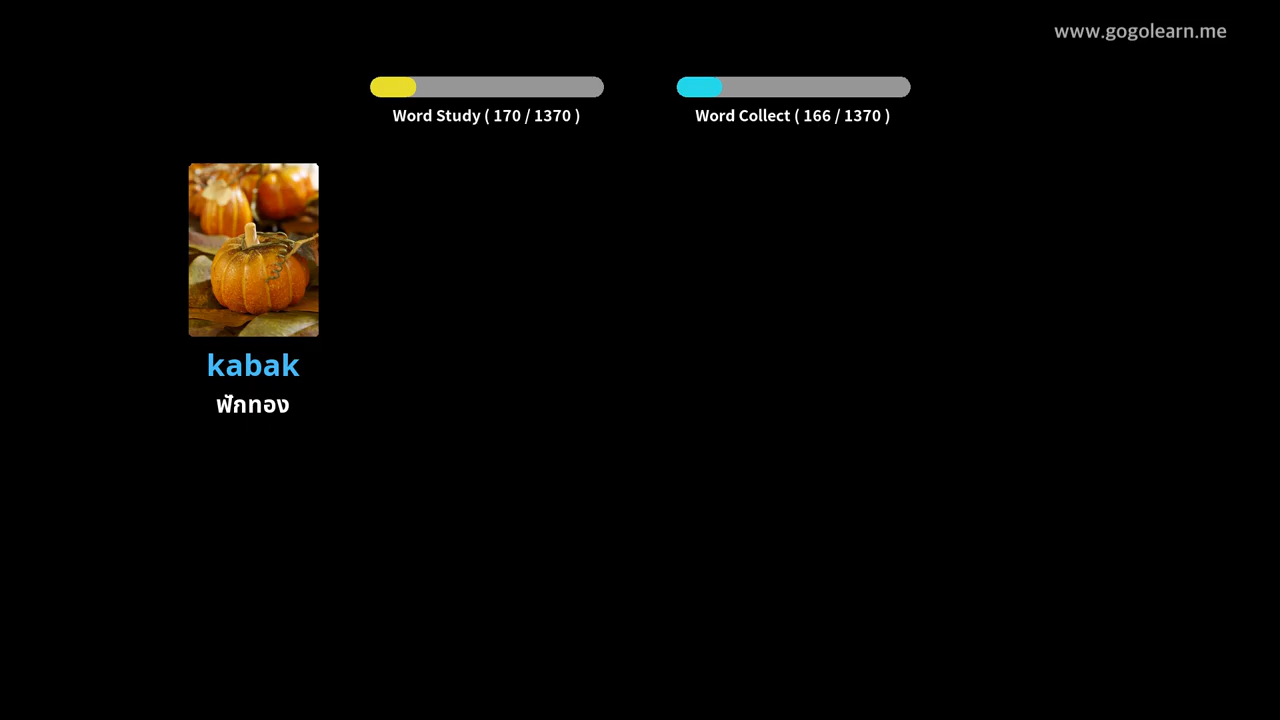 www.gogolearn.me
Word Study ( 170 / 1370 )
Word Collect ( 166 / 1370 )
kabak
ฟักทอง